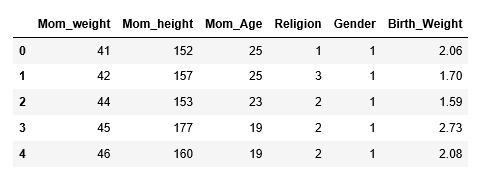 Mom_weight Mom_height Mom_Age Religion Gender Birth_Weight
0 41 152 25 1 1 2.06
1 42 157 25 3 1 1.70
2 44 153 23 2 1 1.59
3 45 177 19 2 1 2.73
4 46 160 19 2 1 2.08